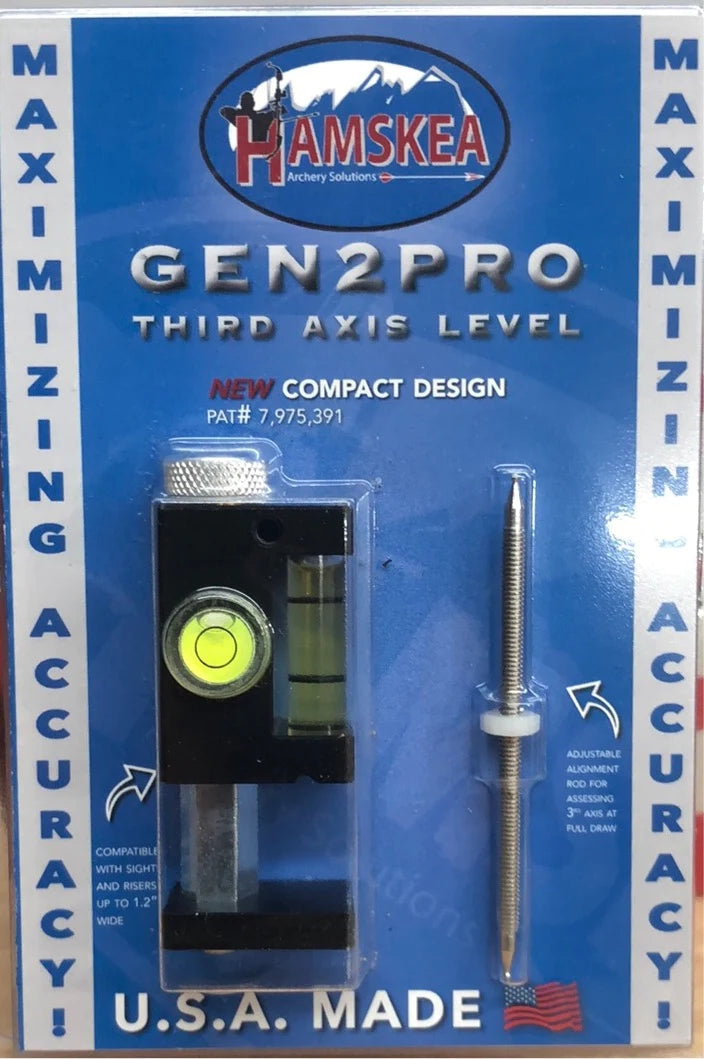 HAMSKEA
Archery Solutions
GEN2PRO
THIRD AXIS LEVEL
NEW COMPACT DESIGN
PAT# 7,975,391
MAXIMIZING ACCURACY!
MAXIMIZING ACCURACY!
ADJUSTABLE
ALIGNMENT
ROD FOR
ASSESSING
3RD AXIS AT
FULL DRAW
COMPATIBLE
WITH SIGHT
AND RISERS
UP TO 1.2"
WIDE
utions
U.S.A. MADE